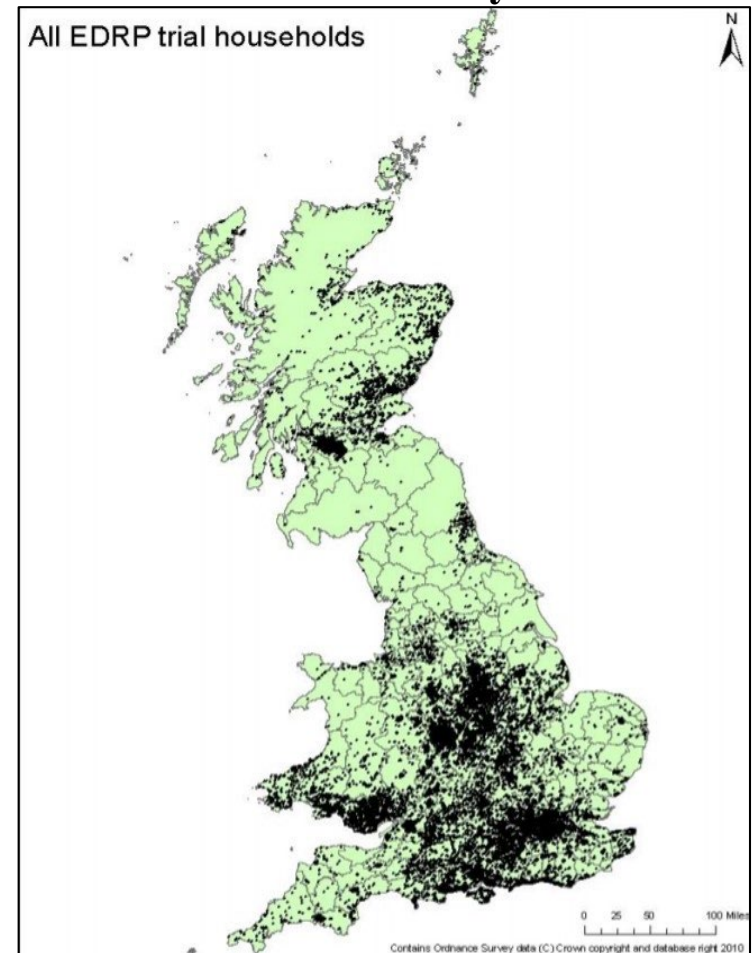 All EDRP trial households
N
0 25 50 100 Miles
Contains Ordnance Survey data (C) Crown copyright and database right 2010